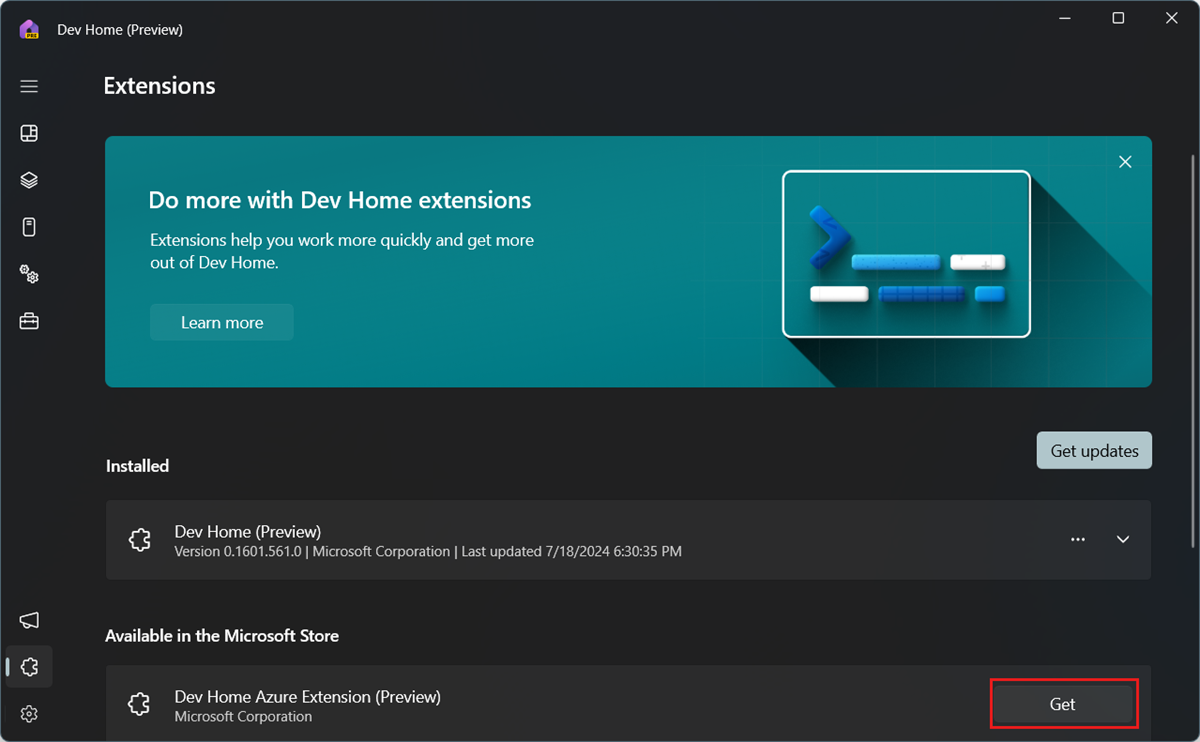 PRE
Dev Home (Preview)
Extensions
Do more with Dev Home extensions
Extensions help you work more quickly and get more
out of Dev Home.
Learn more
Get updates
Installed
Dev Home (Preview)
Version 0.1601.561.0 | Microsoft Corporation | Last updated 7/18/2024 6:30:35 PM
Available in the Microsoft Store
Dev Home Azure Extension (Preview)
Microsoft Corporation
Get